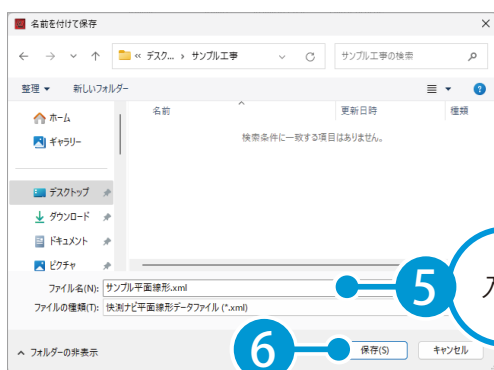 名前を付けて保存
« デスク... › サンプル工事
サンプル工事の検索
整理 新しいフォルダー
名前 更新日時 種類
ホーム
ギャラリー
検索条件に一致する項目はありません。
デスクトップ
ダウンロード
ドキュメント
ピクチャ
ファイル名(N): サンプル平面線形.xml
5
ファイルの種類(T): 快測ナビ平面線形データファイル (*.xml)
6
フォルダーの非表示 保存(S) キャンセル